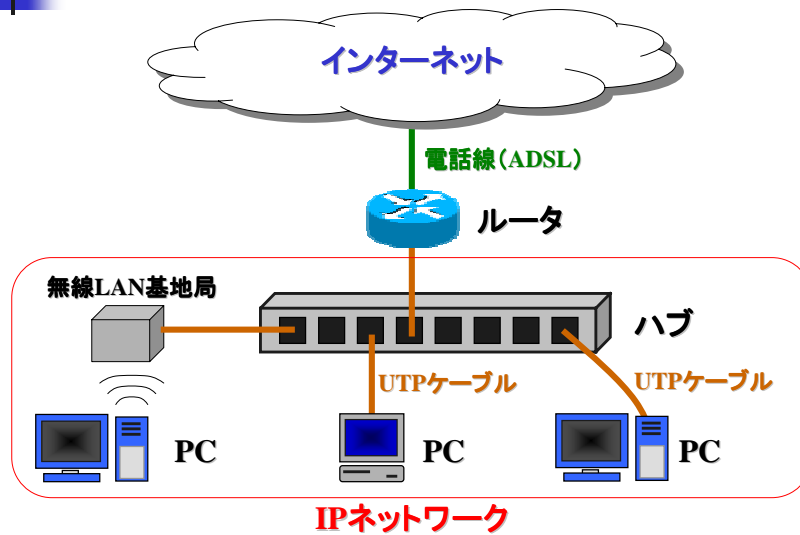 インターネット
電話線(ADSL)
ルータ
無線LAN基地局
ハブ
UTPケーブル
UTPケーブル
PC
PC
PC
IPネットワーク